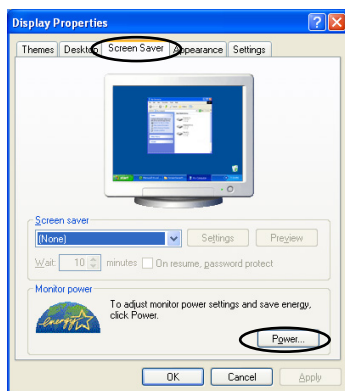 Display Properties
Themes Desktop Screen Saver Appearance Settings
Screen saver
(None) Settings Preview
Wait: 10 minutes On resume, password protect
Monitor power
To adjust monitor power settings and save energy,
click Power.
energy
Power...
OK Cancel Apply